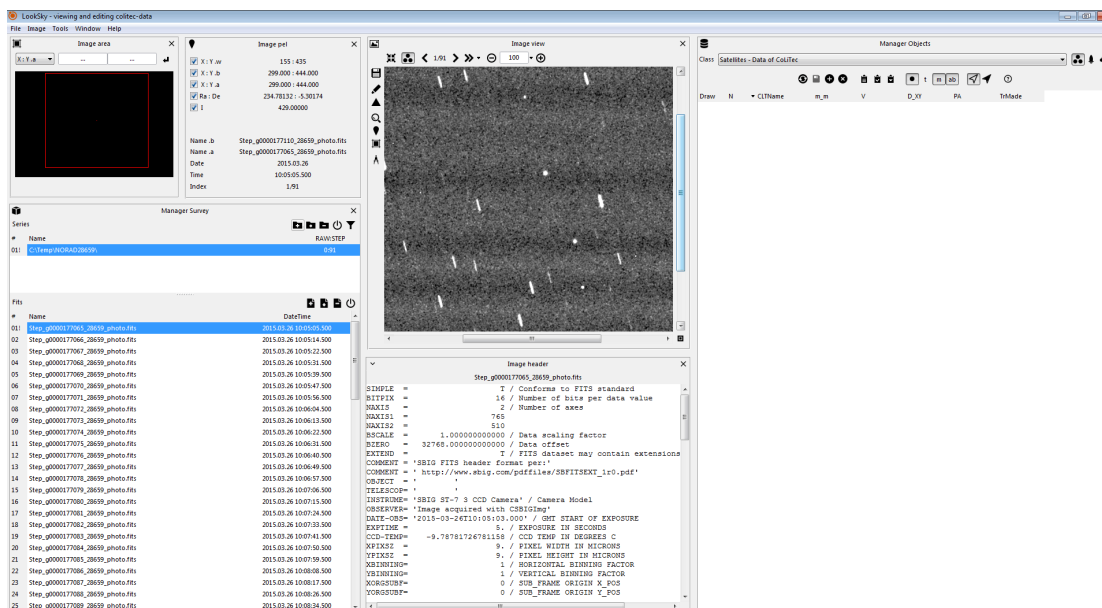 LookSky - viewing and editing colitec-data
File Image Tools Window Help
Image area
X : Y .a -- --
Image pel
X : Y .w 155 : 435
X : Y .b 299.000 : 444.000
X : Y .a 299.000 : 444.000
Ra : De 234.78132 : -5.30174
I 429.00000
Name .b Step_g0000177110_28659_photo.fits
Name .a Step_g0000177065_28659_photo.fits
Date 2015.03.26
Time 10:05:05.500
Index 1/91
Manager Survey
Series
# Name RAW:STEP
01! C:\Temp\NORAD28659\ 0:91
Fits
# Name DateTime
01! Step_g0000177065_28659_photo.fits 2015.03.26 10:05:05.500
02 Step_g0000177066_28659_photo.fits 2015.03.26 10:05:14.500
03 Step_g0000177067_28659_photo.fits 2015.03.26 10:05:22.500
04 Step_g0000177068_28659_photo.fits 2015.03.26 10:05:31.500
05 Step_g0000177069_28659_photo.fits 2015.03.26 10:05:39.500
06 Step_g0000177070_28659_photo.fits 2015.03.26 10:05:47.500
07 Step_g0000177071_28659_photo.fits 2015.03.26 10:05:56.500
08 Step_g0000177072_28659_photo.fits 2015.03.26 10:06:04.500
09 Step_g0000177073_28659_photo.fits 2015.03.26 10:06:13.500
10 Step_g0000177074_28659_photo.fits 2015.03.26 10:06:22.500
11 Step_g0000177075_28659_photo.fits 2015.03.26 10:06:31.500
12 Step_g0000177076_28659_photo.fits 2015.03.26 10:06:40.500
13 Step_g0000177077_28659_photo.fits 2015.03.26 10:06:49.500
14 Step_g0000177078_28659_photo.fits 2015.03.26 10:06:57.500
15 Step_g0000177079_28659_photo.fits 2015.03.26 10:07:06.500
16 Step_g0000177080_28659_photo.fits 2015.03.26 10:07:15.500
17 Step_g0000177081_28659_photo.fits 2015.03.26 10:07:24.500
18 Step_g0000177082_28659_photo.fits 2015.03.26 10:07:33.500
19 Step_g0000177083_28659_photo.fits 2015.03.26 10:07:41.500
20 Step_g0000177084_28659_photo.fits 2015.03.26 10:07:50.500
21 Step_g0000177085_28659_photo.fits 2015.03.26 10:07:59.500
22 Step_g0000177086_28659_photo.fits 2015.03.26 10:08:08.500
23 Step_g0000177087_28659_photo.fits 2015.03.26 10:08:17.500
24 Step_g0000177088_28659_photo.fits 2015.03.26 10:08:26.500
25 Step_g0000177089_28659_photo.fits 2015.03.26 10:08:34.500
Image view
1/91 100
Image header
Step_g0000177065_28659_photo.fits
SIMPLE = T / Conforms to FITS standard
BITPIX = 16 / Number of bits per data value
NAXIS = 2 / Number of axes
NAXIS1 = 765
NAXIS2 = 510
BSCALE = 1.000000000000 / Data scaling factor
BZERO = 32768.000000000000 / Data offset
EXTEND = T / FITS dataset may contain extensions
COMMENT = 'SBIG FITS header format per:'
COMMENT = ' http://www.sbig.com/pdffiles/SBFITSEXT_1r0.pdf'
OBJECT = ' '
TELESCOP= ' '
INSTRUME= 'SBIG ST-7 3 CCD Camera' / Camera Model
OBSERVER= 'Image acquired with CSBIGImg'
DATE-OBS= '2015-03-26T10:05:03.000' / GMT START OF EXPOSURE
EXPTIME = 5. / EXPOSURE IN SECONDS
CCD-TEMP= -9.78781726781158 / CCD TEMP IN DEGREES C
XPIXSZ = 9. / PIXEL WIDTH IN MICRONS
YPIXSZ = 9. / PIXEL HEIGHT IN MICRONS
XBINNING= 1 / HORIZONTAL BINNING FACTOR
YBINNING= 1 / VERTICAL BINNING FACTOR
XORGSUBF= 0 / SUB_FRAME ORIGIN X_POS
YORGSUBF= 0 / SUB_FRAME ORIGIN Y_POS
Manager Objects
Class Satellites - Data of CoLiTec
t m ab
Draw N CLTName m_m V D_XY PA TrMade